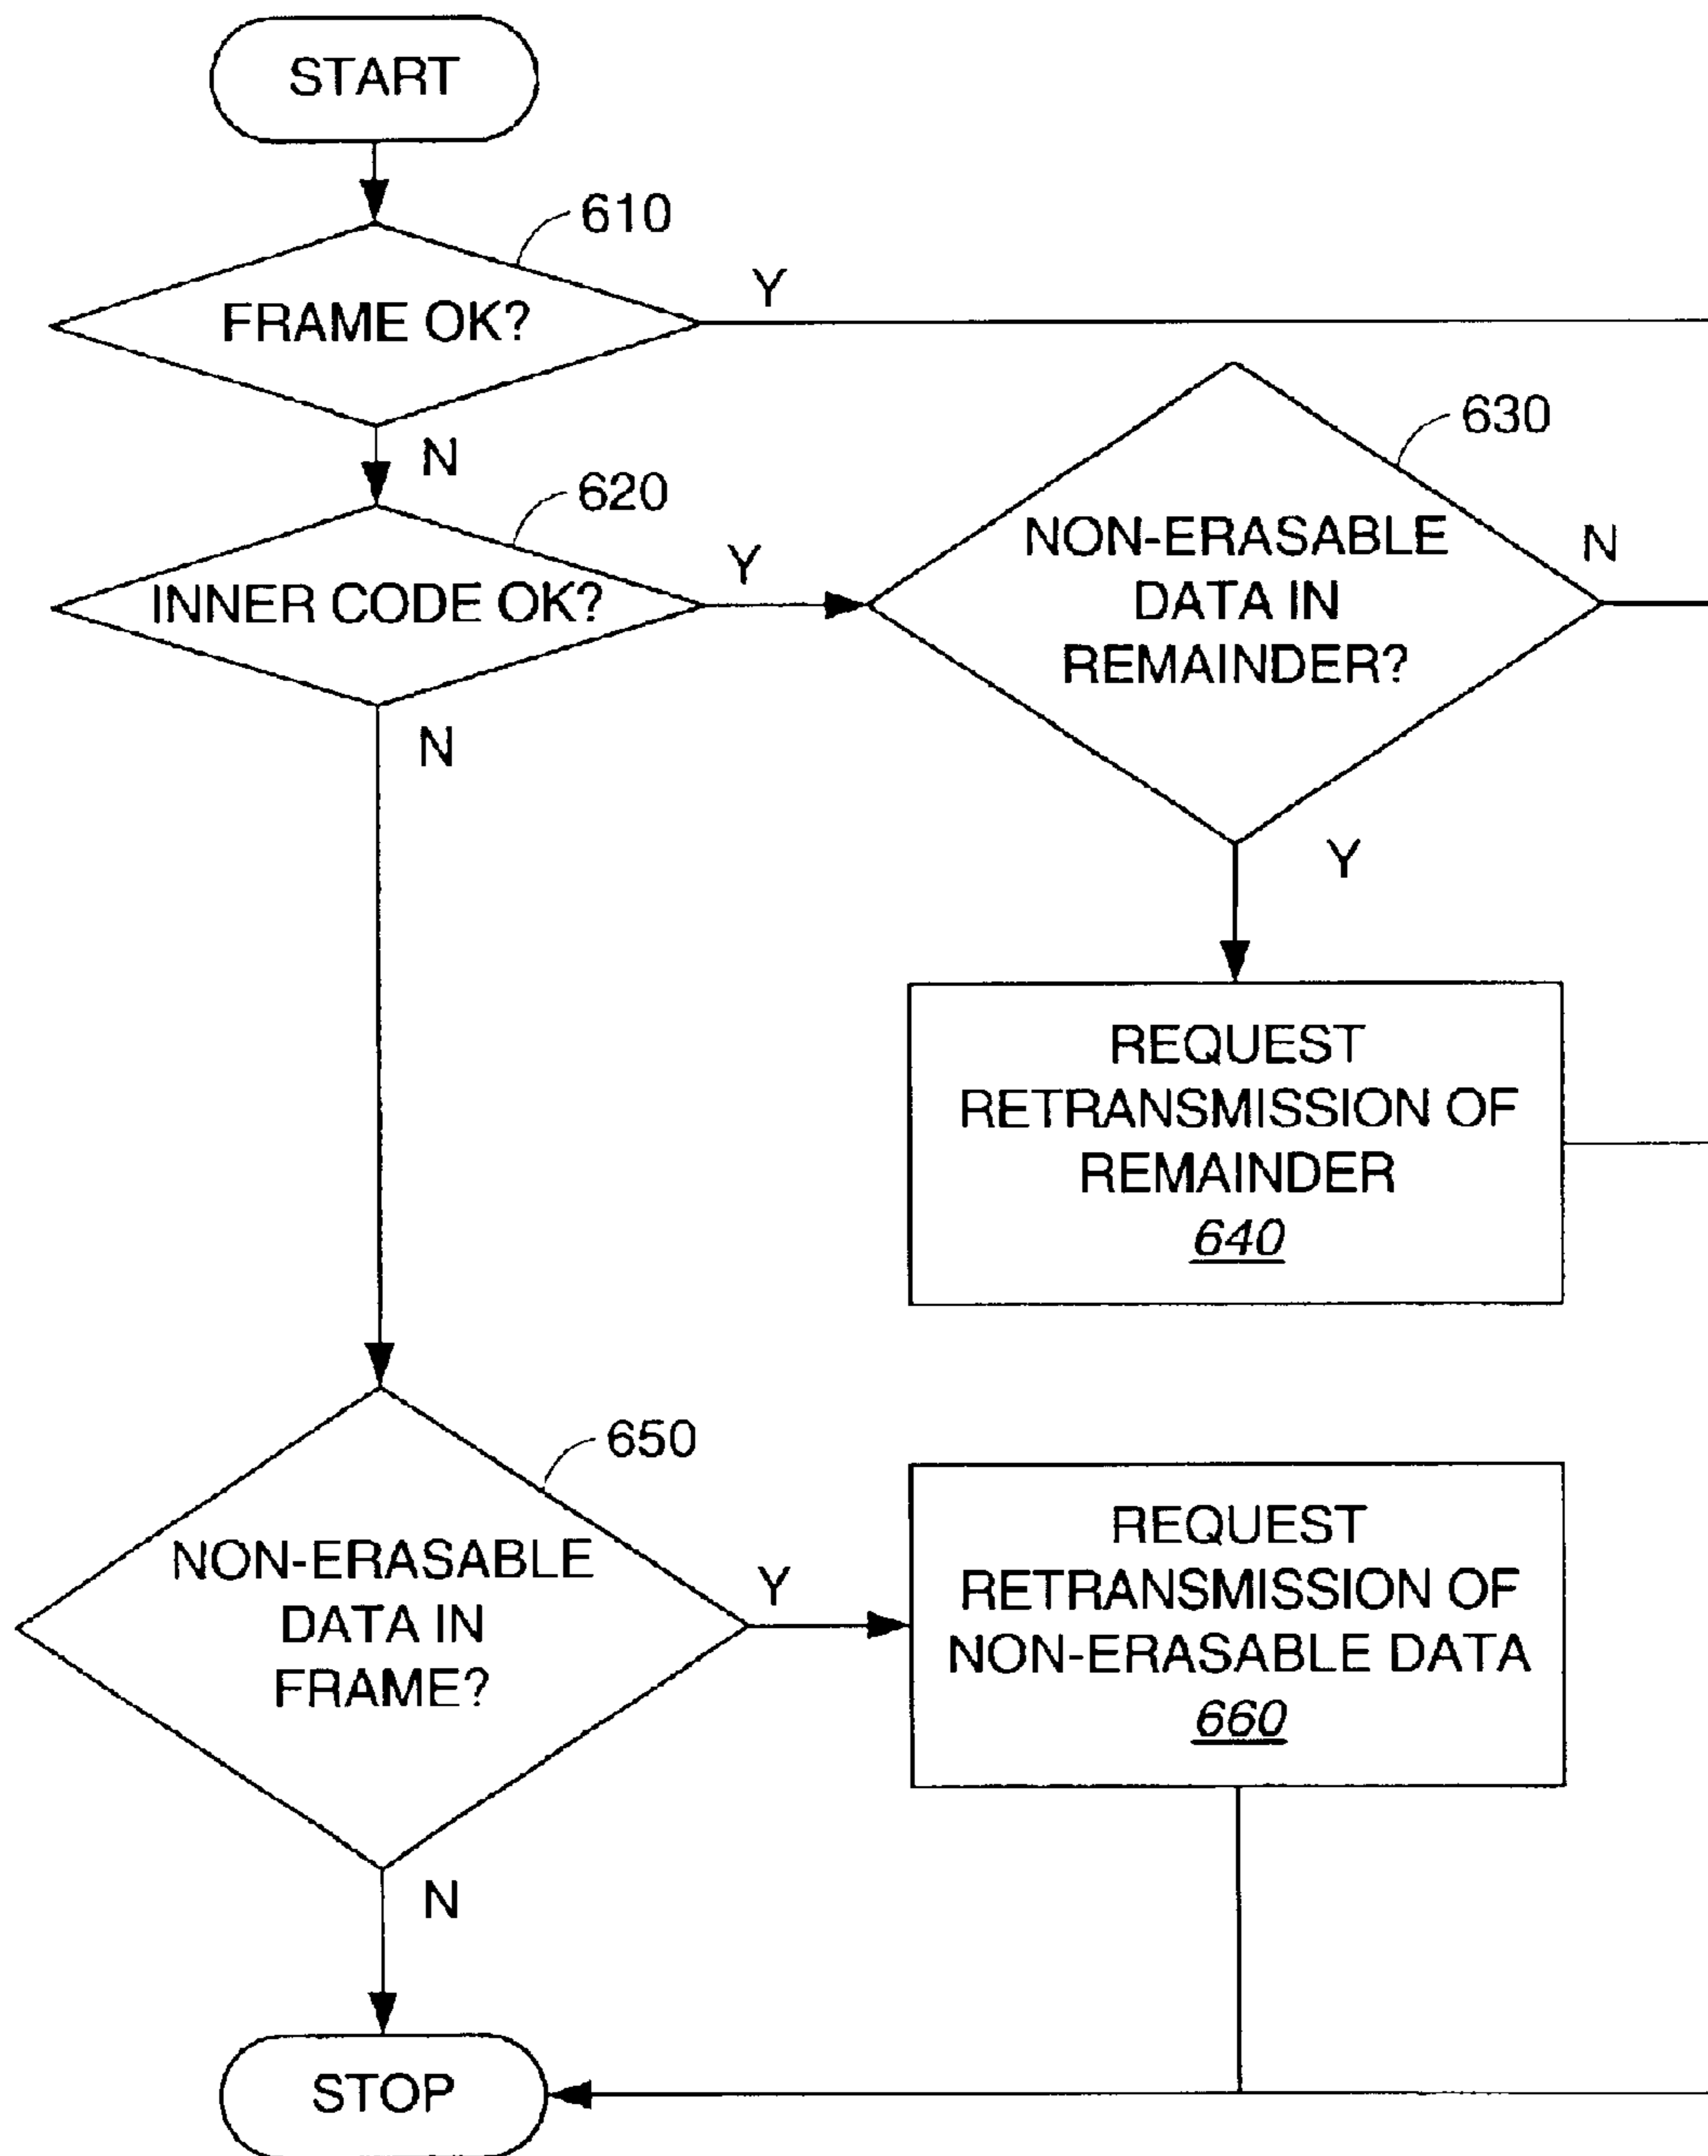 START
610
FRAME OK?
Y
N
620
INNER CODE OK?
Y
N
630
NON-ERASABLE
DATA IN
REMAINDER?
N
Y
REQUEST
RETRANSMISSION OF
REMAINDER
640
650
NON-ERASABLE
DATA IN
FRAME?
Y
N
REQUEST
RETRANSMISSION OF
NON-ERASABLE DATA
660
STOP